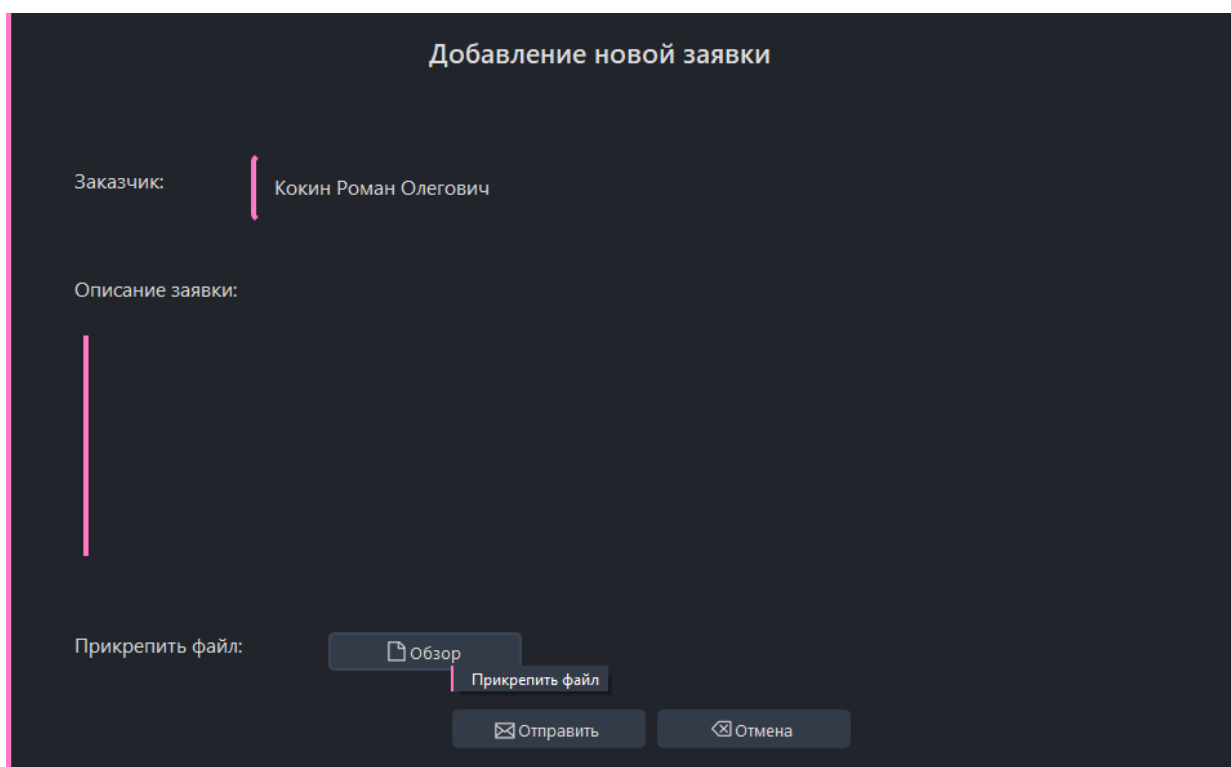 Добавление новой заявки
Заказчик:
Кокин Роман Олегович
Описание заявки:
Прикрепить файл:
Обзор
Прикрепить файл
Отправить
Отмена